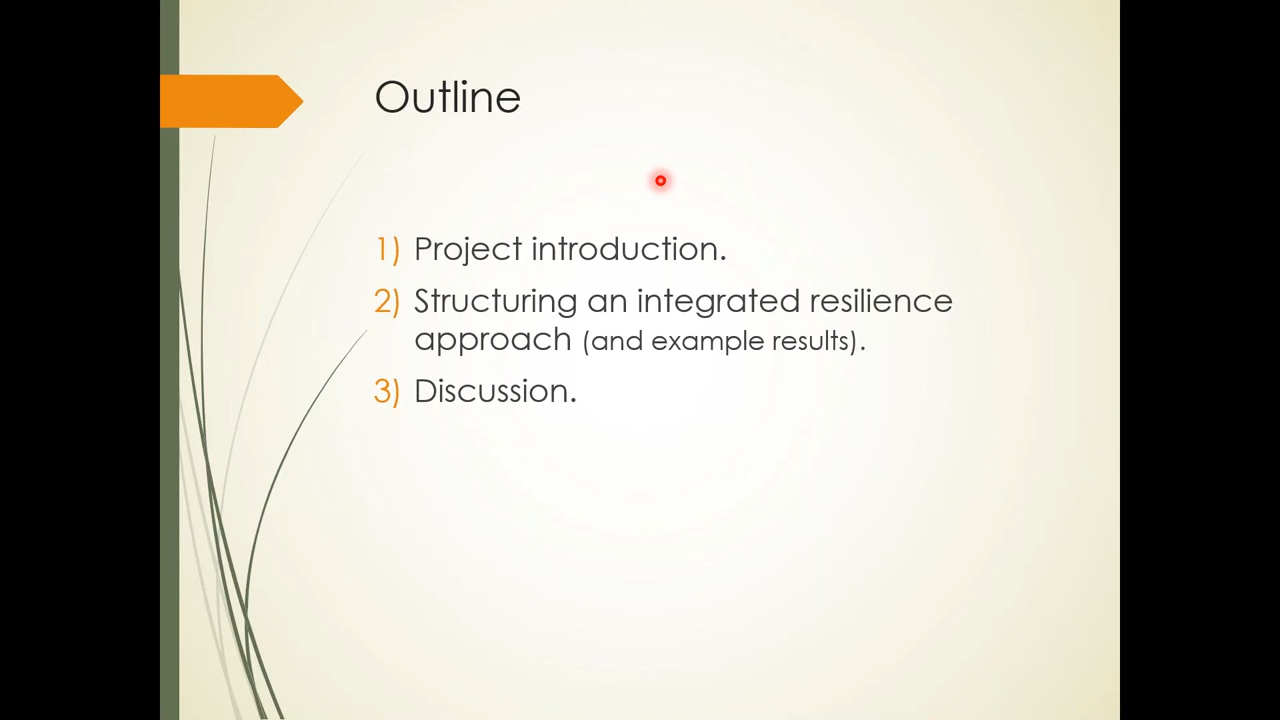 Outline
1) Project introduction.
2) Structuring an integrated resilience
approach (and example results).
3) Discussion.